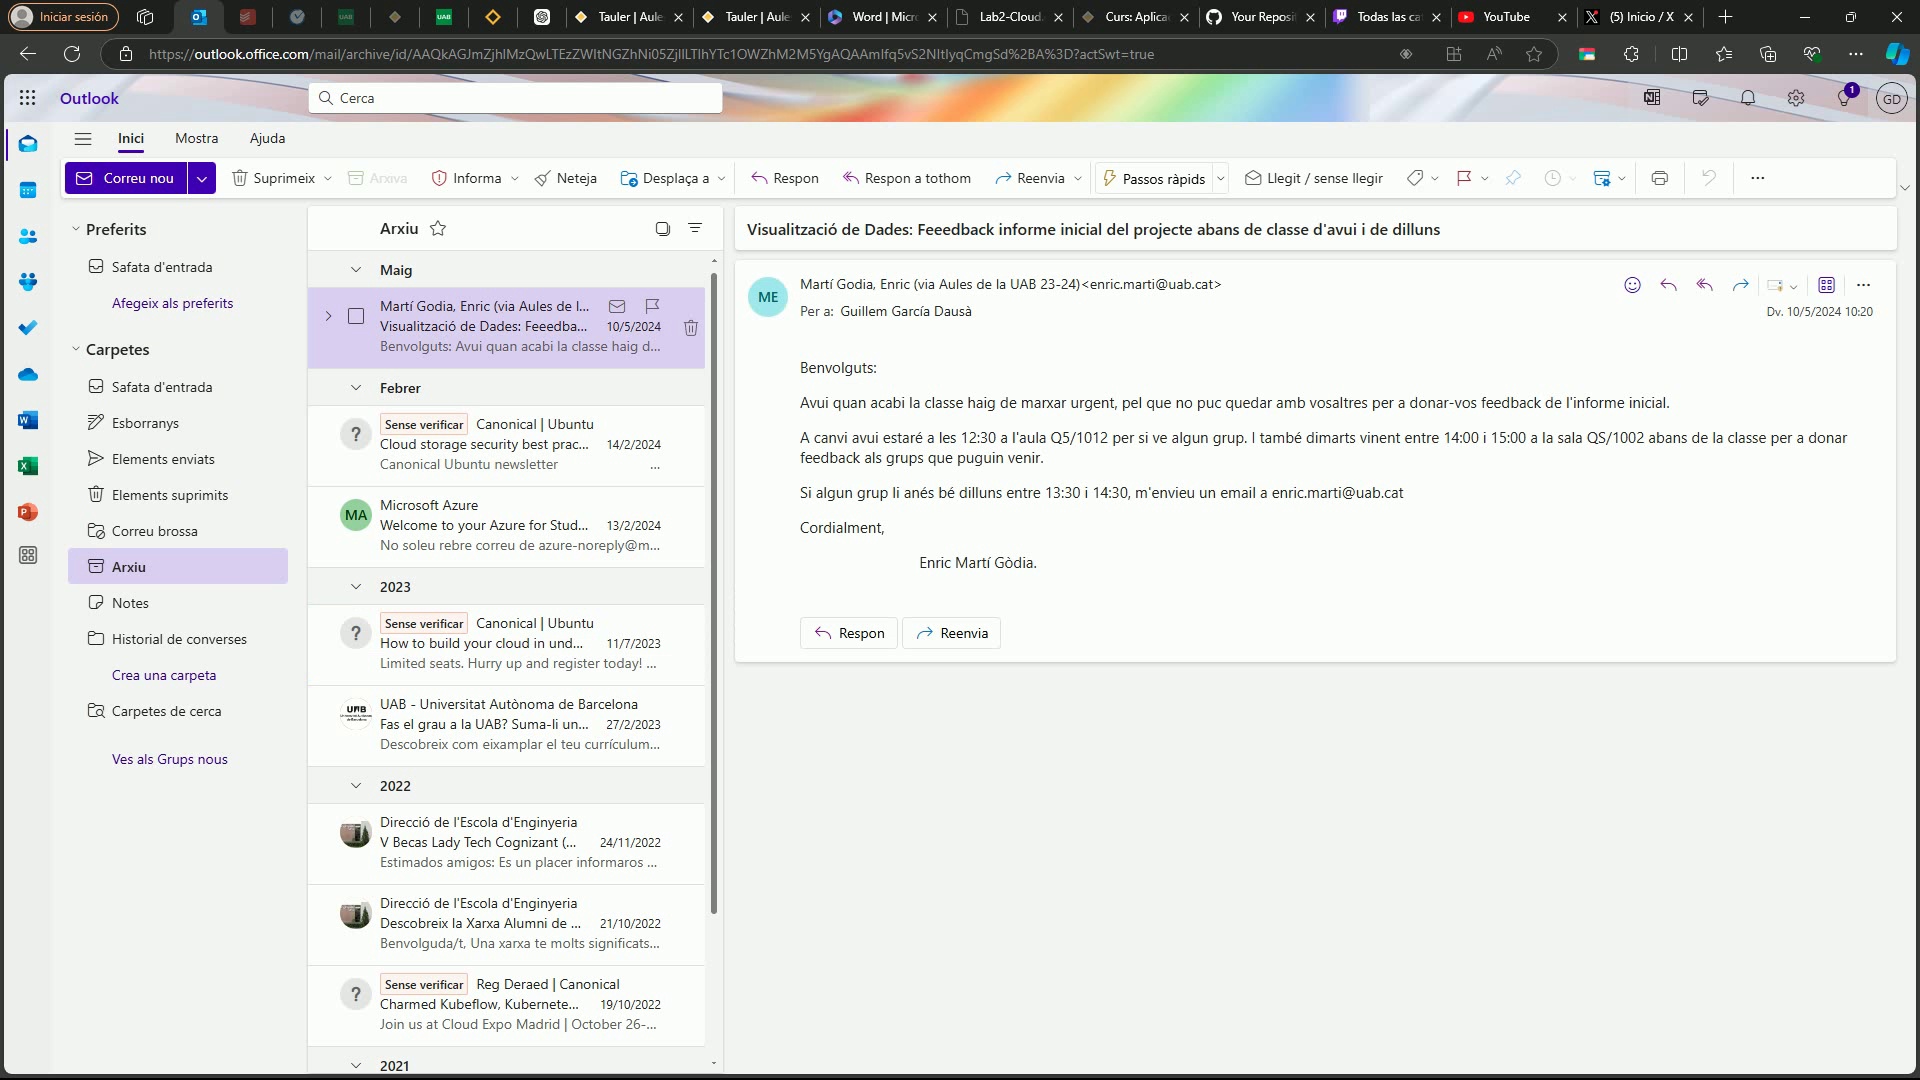 Iniciar sesión
Tauler | Aule
Tauler | Aule
Word | Micr
Lab2-Cloud.
Curs: Aplica
Your Reposit
Todas las ca
YouTube
(5) Inicio / X
Outlook
Cerca
1
GD
Inici
Mostra
Ajuda
Correu nou
Suprimeix
Arxiva
Informa
Neteja
Desplaça a
Respon
Respon a tothom
Reenvia
Passos ràpids
Llegit / sense llegir
Preferits
Safata d'entrada
Afegeix als preferits
Carpetes
Safata d'entrada
Esborranys
Elements enviats
Elements suprimits
Correu brossa
Arxiu
Notes
Historial de converses
Crea una carpeta
Carpetes de cerca
Ves als Grups nous
Arxiu
Maig
Martí Godia, Enric (via Aules de l...
Visualització de Dades: Feeedba... 10/5/2024
Benvolguts: Avui quan acabi la classe haig d...
Febrer
? Sense verificar Canonical | Ubuntu
Cloud storage security best prac... 14/2/2024
Canonical Ubuntu newsletter ...
MA Microsoft Azure
Welcome to your Azure for Stud... 13/2/2024
No soleu rebre correu de azure-noreply@m...
2023
? Sense verificar Canonical | Ubuntu
How to build your cloud in und... 11/7/2023
Limited seats. Hurry up and register today! ...
UAB UAB - Universitat Autònoma de Barcelona
Fas el grau a la UAB? Suma-li un... 27/2/2023
Descobreix com eixamplar el teu currículum...
2022
Direcció de l'Escola d'Enginyeria
V Becas Lady Tech Cognizant (... 24/11/2022
Estimados amigos: Es un placer informaros ...
Direcció de l'Escola d'Enginyeria
Descobreix la Xarxa Alumni de ... 21/10/2022
Benvolguda/t, Una xarxa te molts significats...
? Sense verificar Reg Deraed | Canonical
Charmed Kubeflow, Kubernete... 19/10/2022
Join us at Cloud Expo Madrid | October 26-...
2021
Visualització de Dades: Feeedback informe inicial del projecte abans de classe d'avui i de dilluns
ME
Martí Godia, Enric (via Aules de la UAB 23-24)<enric.marti@uab.cat>
Per a: Guillem García Dausà
Dv. 10/5/2024 10:20
Benvolguts:
Avui quan acabi la classe haig de marxar urgent, pel que no puc quedar amb vosaltres per a donar-vos feedback de l'informe inicial.
A canvi avui estaré a les 12:30 a l'aula Q5/1012 per si ve algun grup. I també dimarts vinent entre 14:00 i 15:00 a la sala QS/1002 abans de la classe per a donar
feedback als grups que puguin venir.
Si algun grup li anés bé dilluns entre 13:30 i 14:30, m'envieu un email a enric.marti@uab.cat
Cordialment,
Enric Martí Gòdia.
Respon
Reenvia